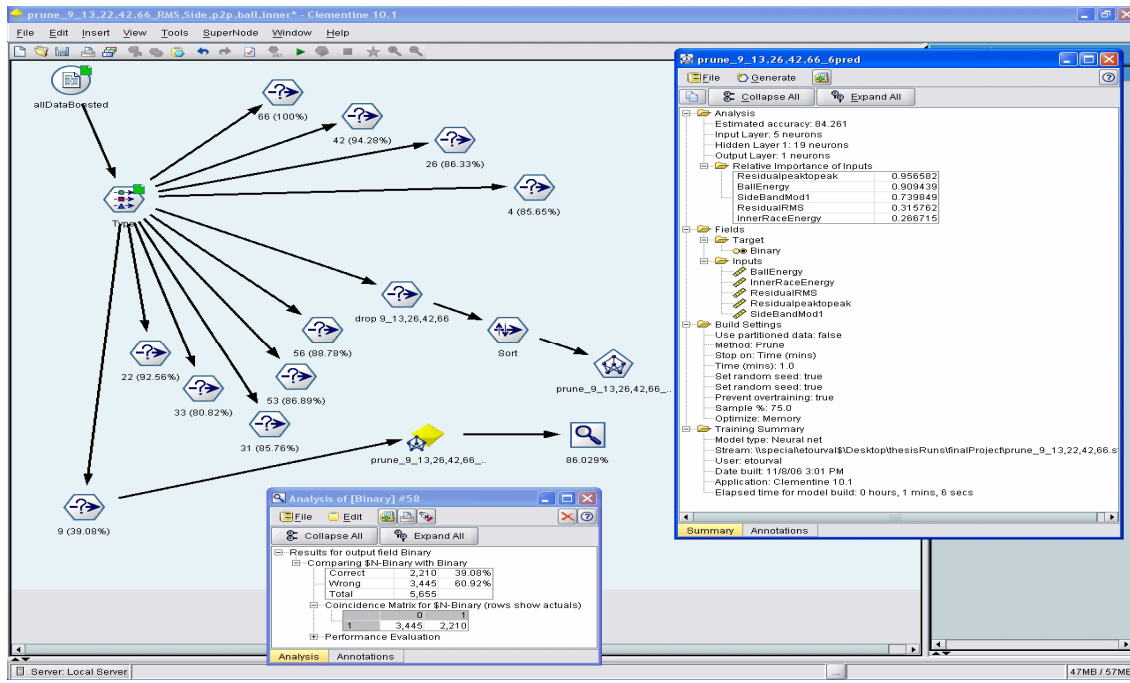 prune_9_13,22,42,66_RMS,Side,p2p,ball,inner* - Clementine 10.1
File Edit Insert View Tools SuperNode Window Help
allDataBoosted
66 (100%)
42 (94.28%)
26 (86.33%)
4 (85.65%)
Type
drop 9_13,26,42,66
Sort
prune_9_13,26,42,66_...
56 (88.78%)
22 (92.56%)
53 (86.89%)
33 (80.82%)
31 (85.76%)
prune_9_13,26,42,66_...
86.029%
9 (39.08%)
prune_9_13,26,42,66_6pred
File Generate
Collapse All Expand All
Analysis
Estimated accuracy: 84.261
Input Layer: 5 neurons
Hidden Layer 1: 19 neurons
Output Layer: 1 neurons
Relative Importance of Inputs
Residualpeaktopeak 0.956582
BallEnergy 0.909439
SideBandMod1 0.739849
ResidualRMS 0.315762
InnerRaceEnergy 0.266715
Fields
Target
Binary
Inputs
BallEnergy
InnerRaceEnergy
ResidualRMS
Residualpeaktopeak
SideBandMod1
Build Settings
Use partitioned data: false
Method: Prune
Stop on: Time (mins)
Time (mins): 1.0
Set random seed: true
Set random seed: true
Prevent overtraining: true
Sample %: 75.0
Optimize: Memory
Training Summary
Model type: Neural net
Stream: \\special\etourval$\Desktop\thesisRuns\finalProject\prune_9_13,22,42,66.s
User: etourval
Date built: 11/8/06 3:01 PM
Application: Clementine 10.1
Elapsed time for model build: 0 hours, 1 mins, 6 secs
Summary Annotations
Analysis of [Binary] #58
File Edit
Collapse All Expand All
Results for output field Binary
Comparing $N-Binary with Binary
Correct 2,210 39.08%
Wrong 3,445 60.92%
Total 5,655
Coincidence Matrix for $N-Binary (rows show actuals)
0 1
1 3,445 2,210
Performance Evaluation
Analysis Annotations
Server: Local Server
...
47MB / 57MB